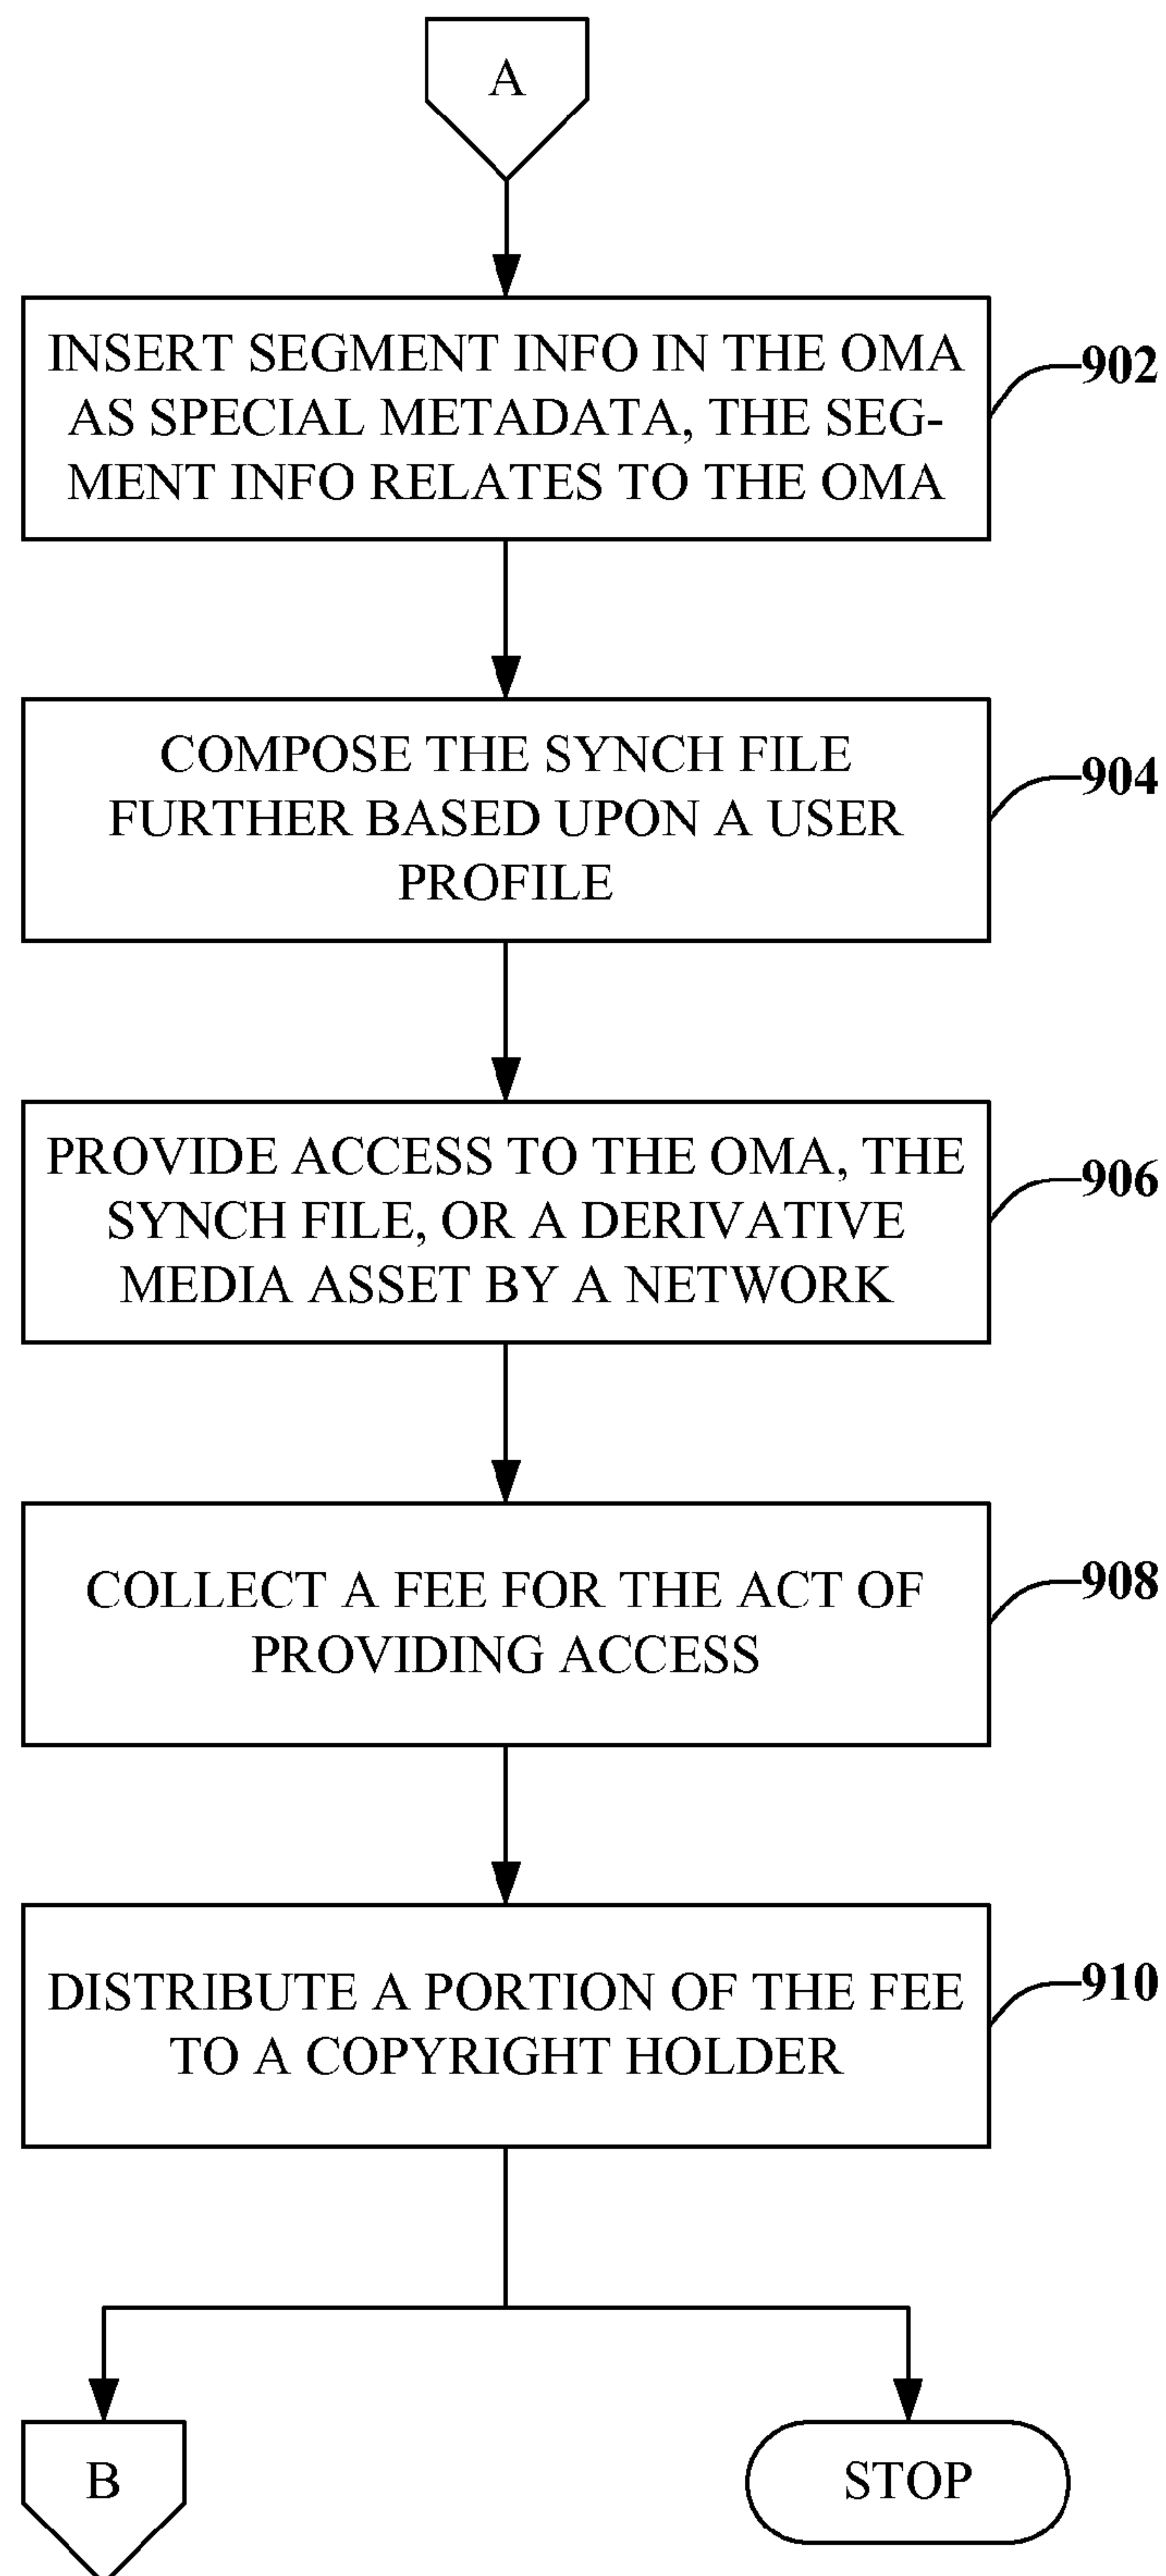 A
INSERT SEGMENT INFO IN THE OMA
AS SPECIAL METADATA, THE SEG-
MENT INFO RELATES TO THE OMA
902
COMPOSE THE SYNCH FILE
FURTHER BASED UPON A USER
PROFILE
904
PROVIDE ACCESS TO THE OMA, THE
SYNCH FILE, OR A DERIVATIVE
MEDIA ASSET BY A NETWORK
906
COLLECT A FEE FOR THE ACT OF
PROVIDING ACCESS
908
DISTRIBUTE A PORTION OF THE FEE
TO A COPYRIGHT HOLDER
910
B
STOP